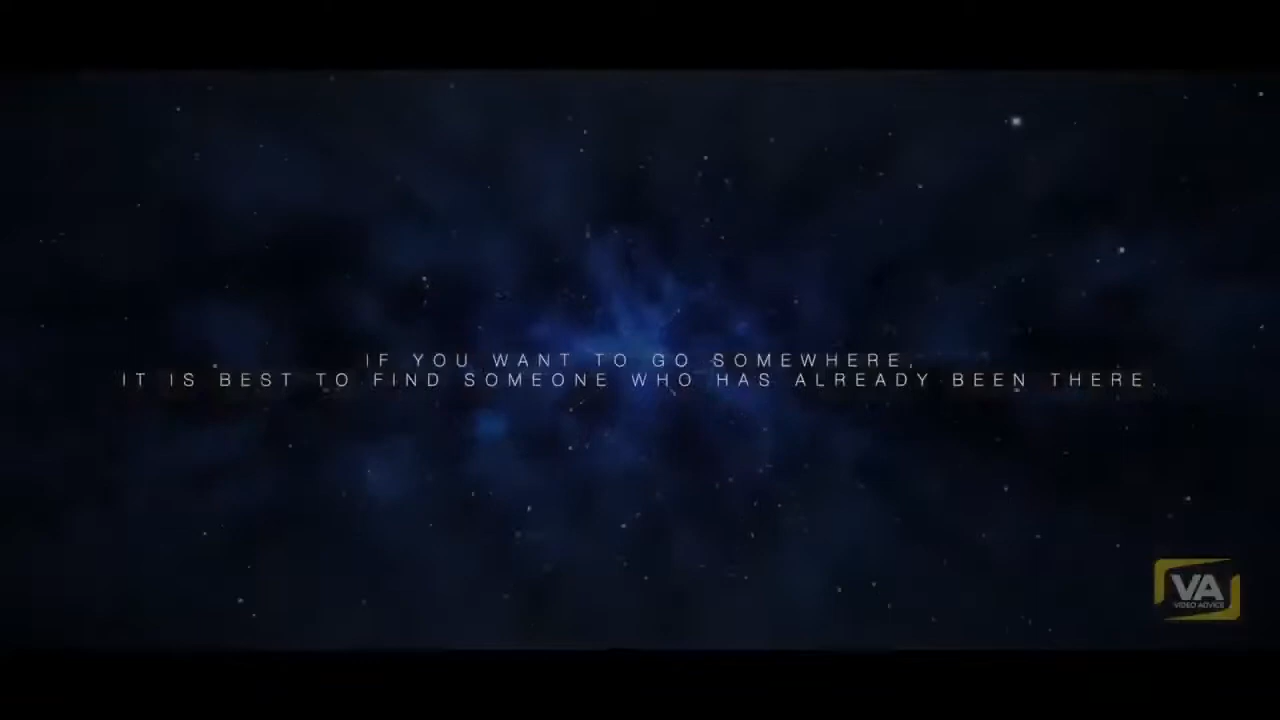 IF YOU WANT TO GO SOMEWHERE,
IT IS BEST TO FIND SOMEONE WHO HAS ALREADY BEEN THERE.
VA
VIDEO ADVICE